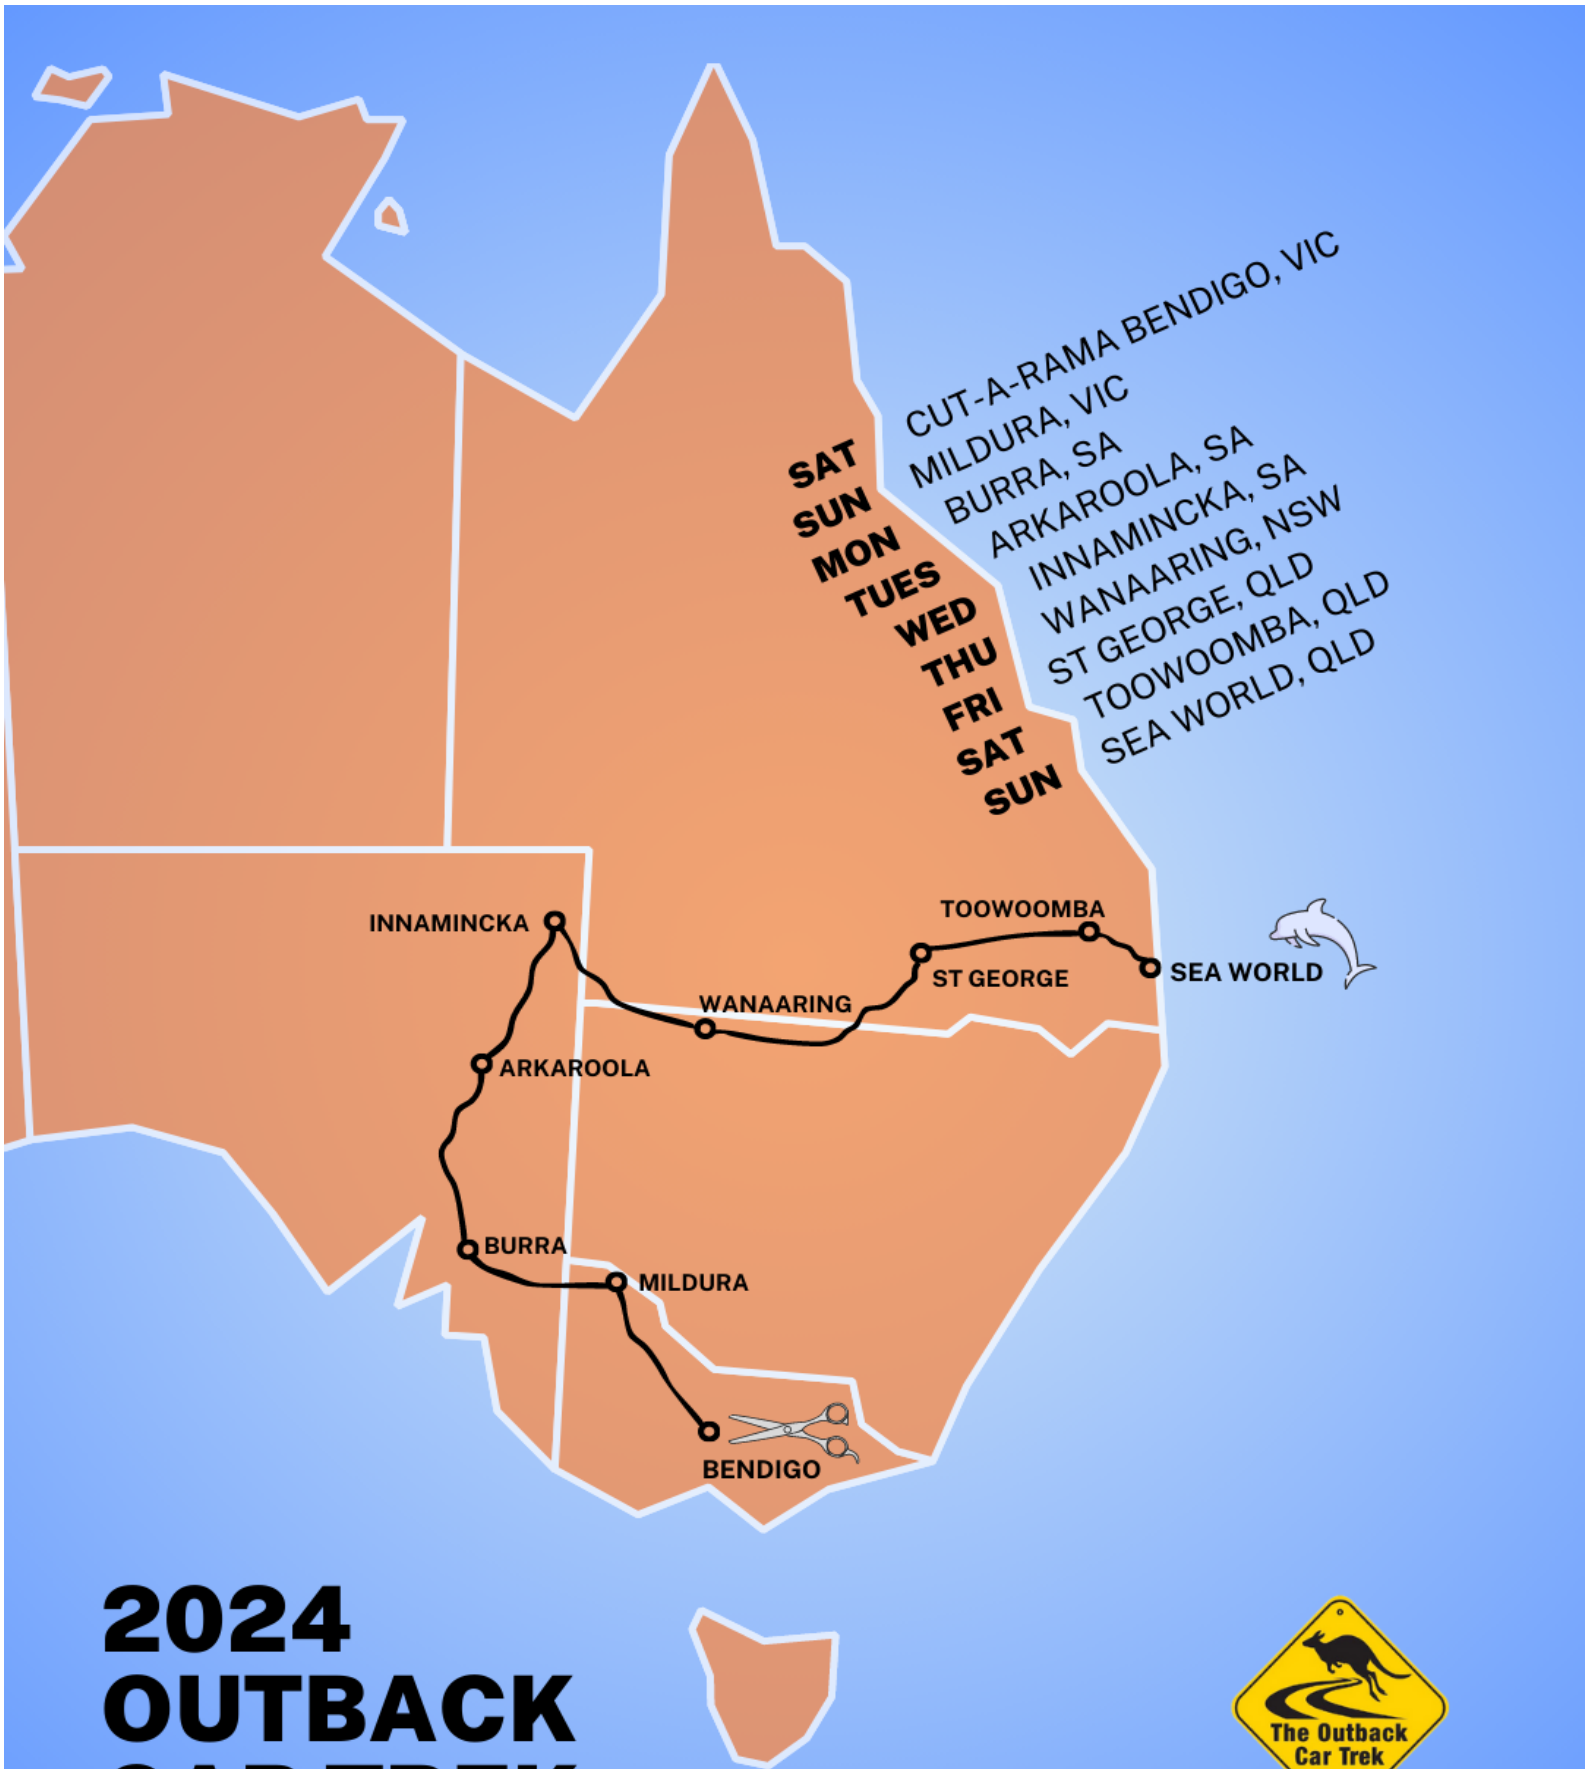 CUT-A-RAMA BENDIGO, VIC
MILDURA, VIC
BURRA, SA
ARKAROOLA, SA
INNAMINCKA, SA
WANAARING, NSW
ST GEORGE, QLD
TOOWOOMBA, QLD
SEA WORLD, QLD
SAT
SUN
MON
TUES
WED
THU
FRI
SAT
SUN
INNAMINCKA
TOOWOOMBA
ST GEORGE
SEA WORLD
WANAARING
ARKAROOLA
BURRA
MILDURA
BENDIGO
2024
OUTBACK
CAR TREK
The Outback
Car Trek